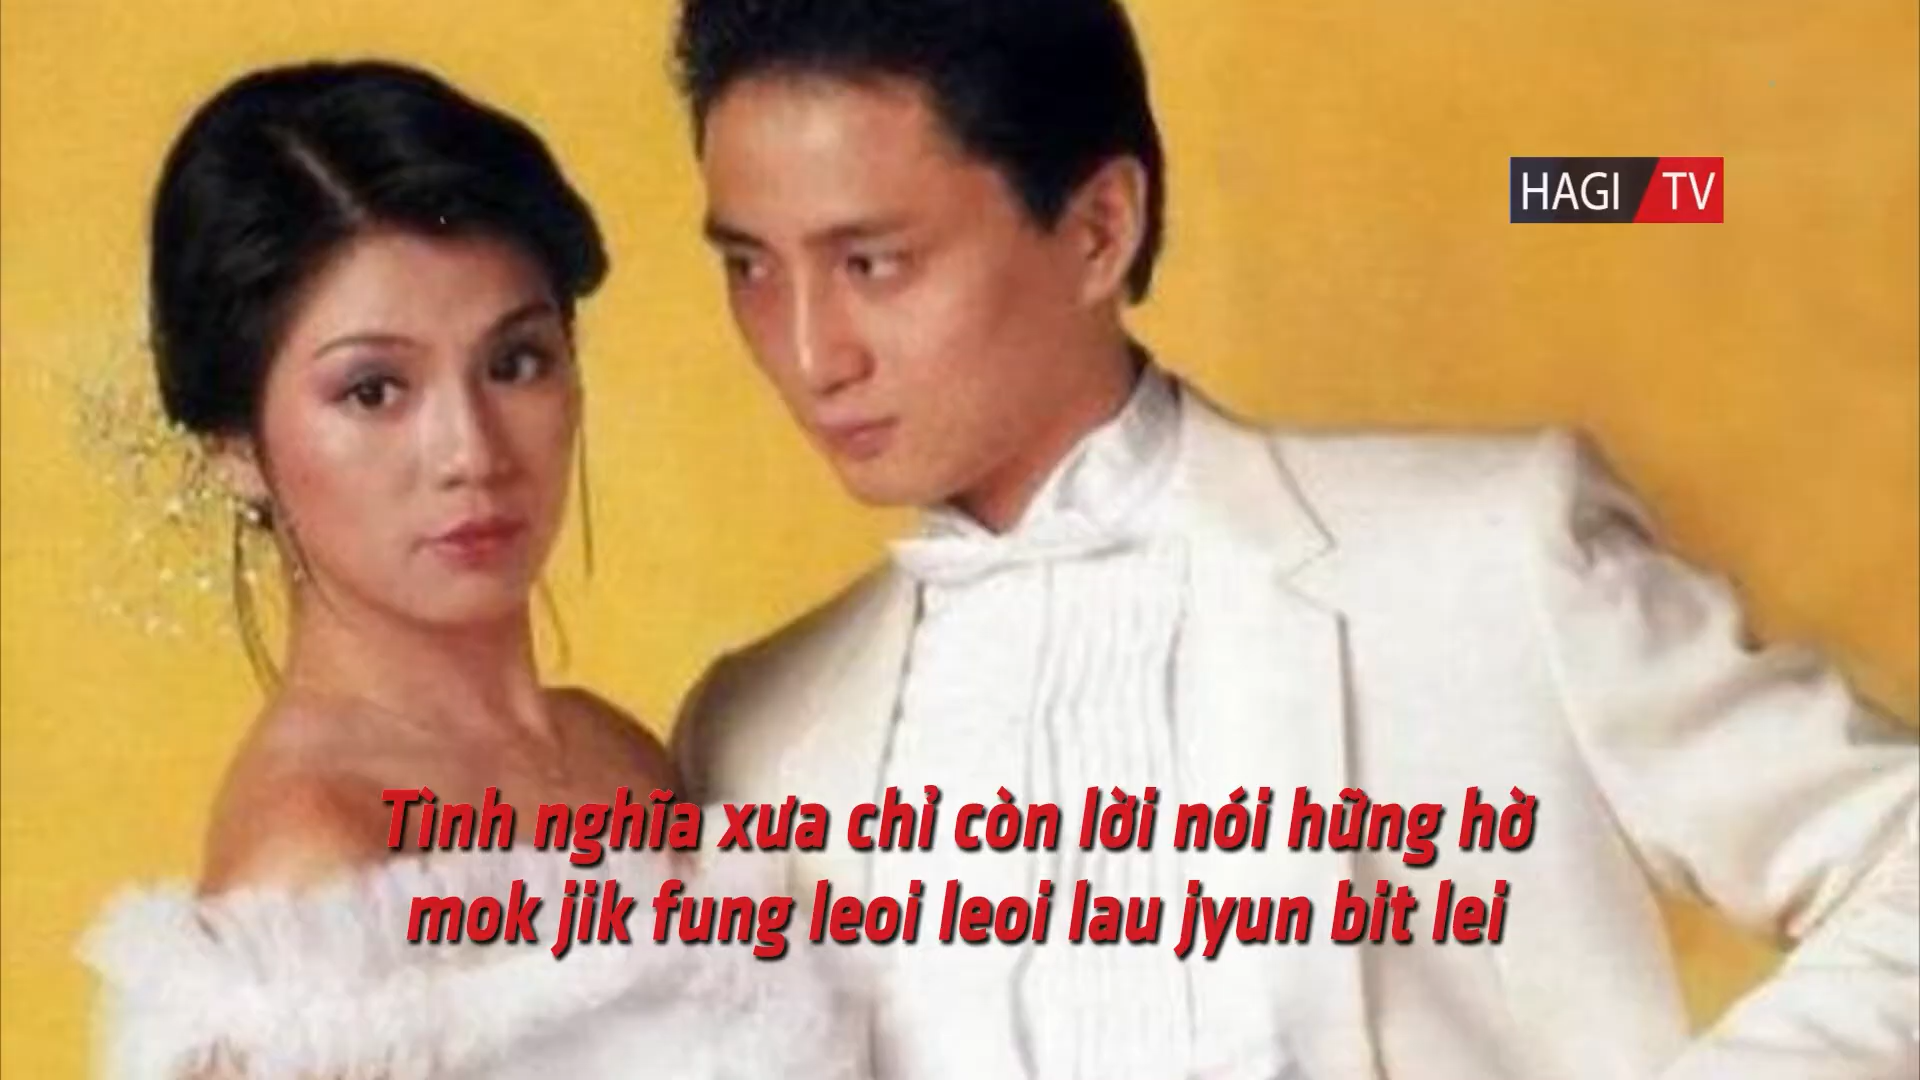 HAGI TV
Tình nghĩa xưa chỉ còn lời nói hững hờ
mok jik fung leoi leoi lau jyun bit lei